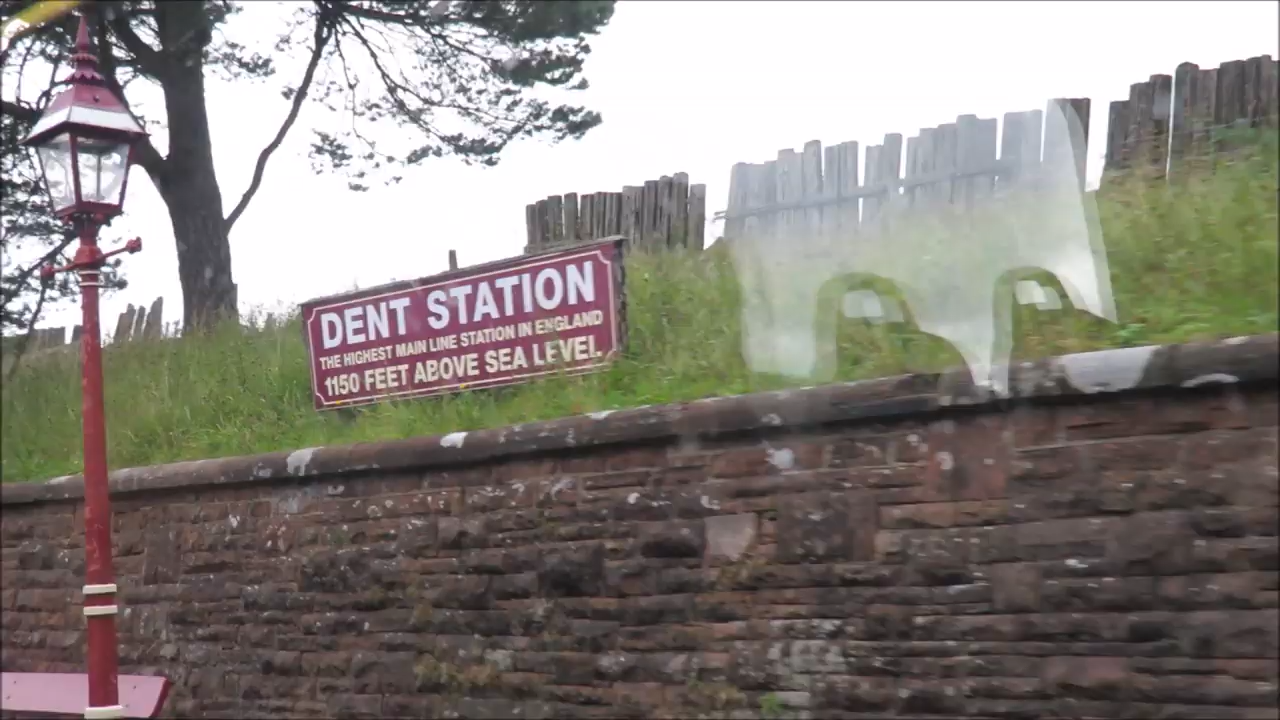 DENT STATION
THE HIGHEST MAIN LINE STATION IN ENGLAND
1150 FEET ABOVE SEA LEVEL